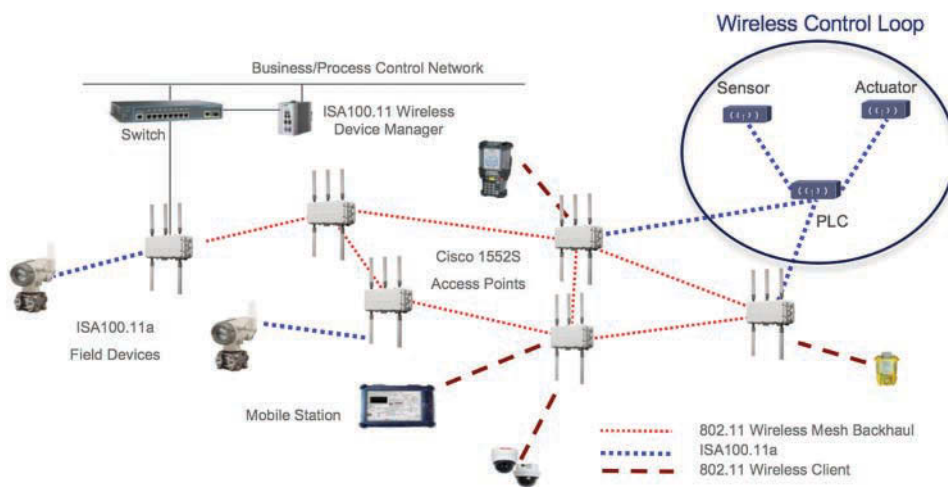 Wireless Control Loop
Business/Process Control Network
Sensor
Actuator
ISA100.11 Wireless
Device Manager
Switch
PLC
Cisco 1552S
Access Points
ISA100.11a
Field Devices
Mobile Station
802.11 Wireless Mesh Backhaul
ISA100.11a
802.11 Wireless Client